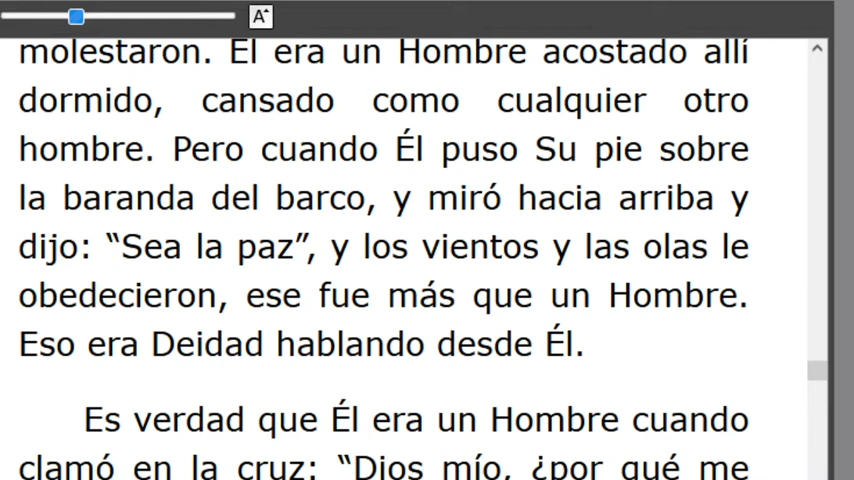 A
molestaron. Él era un Hombre acostado allí
dormido, cansado como cualquier otro
hombre. Pero cuando Él puso Su pie sobre
la baranda del barco, y miró hacia arriba y
dijo: “Sea la paz”, y los vientos y las olas le
obedecieron, ese fue más que un Hombre.
Eso era Deidad hablando desde Él.
Es verdad que Él era un Hombre cuando
clamó en la cruz: “Dios mío, ¿por qué me